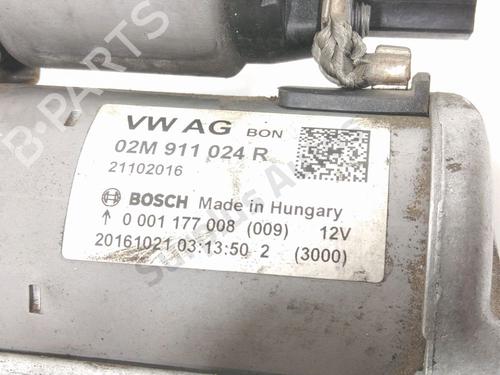 VW AG BON
02M 911 024 R
21102016
BOSCH Made in Hungary
↑ 0 001 177 008 (009) 12V
20161021 03:13:50 2 (3000)
B-PARTS